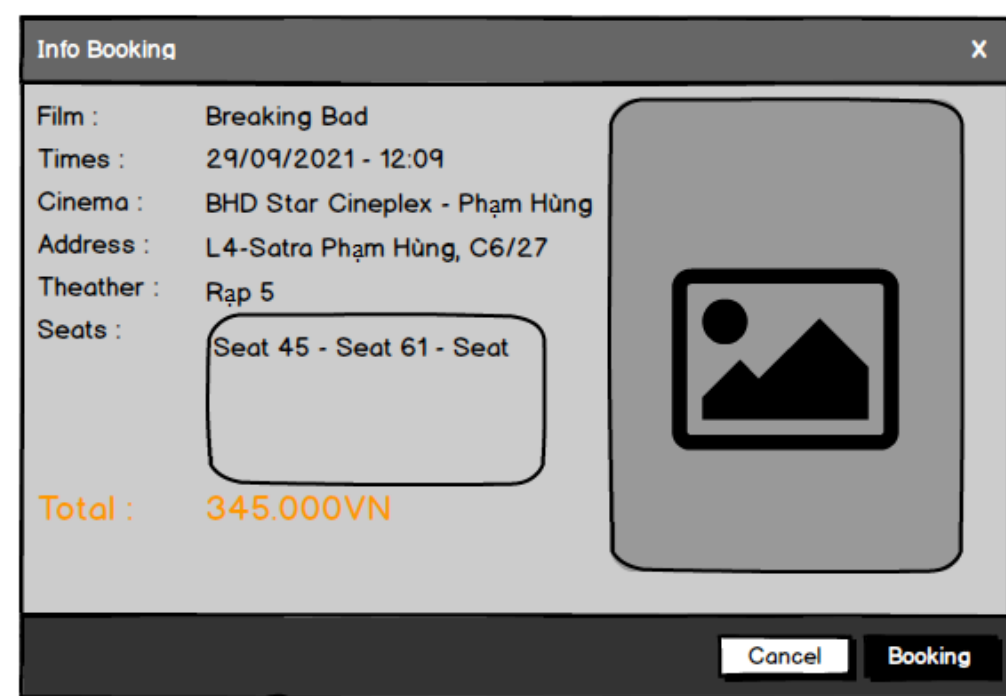 Info Booking X
Film : Breaking Bad
Times : 29/09/2021 - 12:09
Cinema : BHD Star Cineplex - Phạm Hùng
Address : L4-Satra Phạm Hùng, C6/27
Theather : Rạp 5
Seats : Seat 45 - Seat 61 - Seat
Total : 345.000VN
Cancel Booking